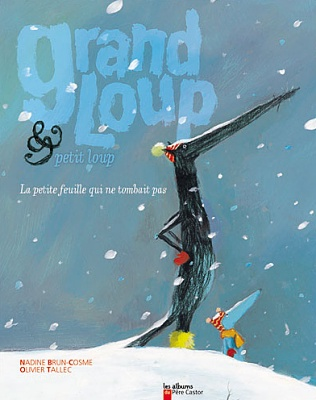 grand
Loup
& petit loup
La petite feuille qui ne tombait pas
NADINE BRUN-COSME
OLIVIER TALLEC
les albums
Père Castor